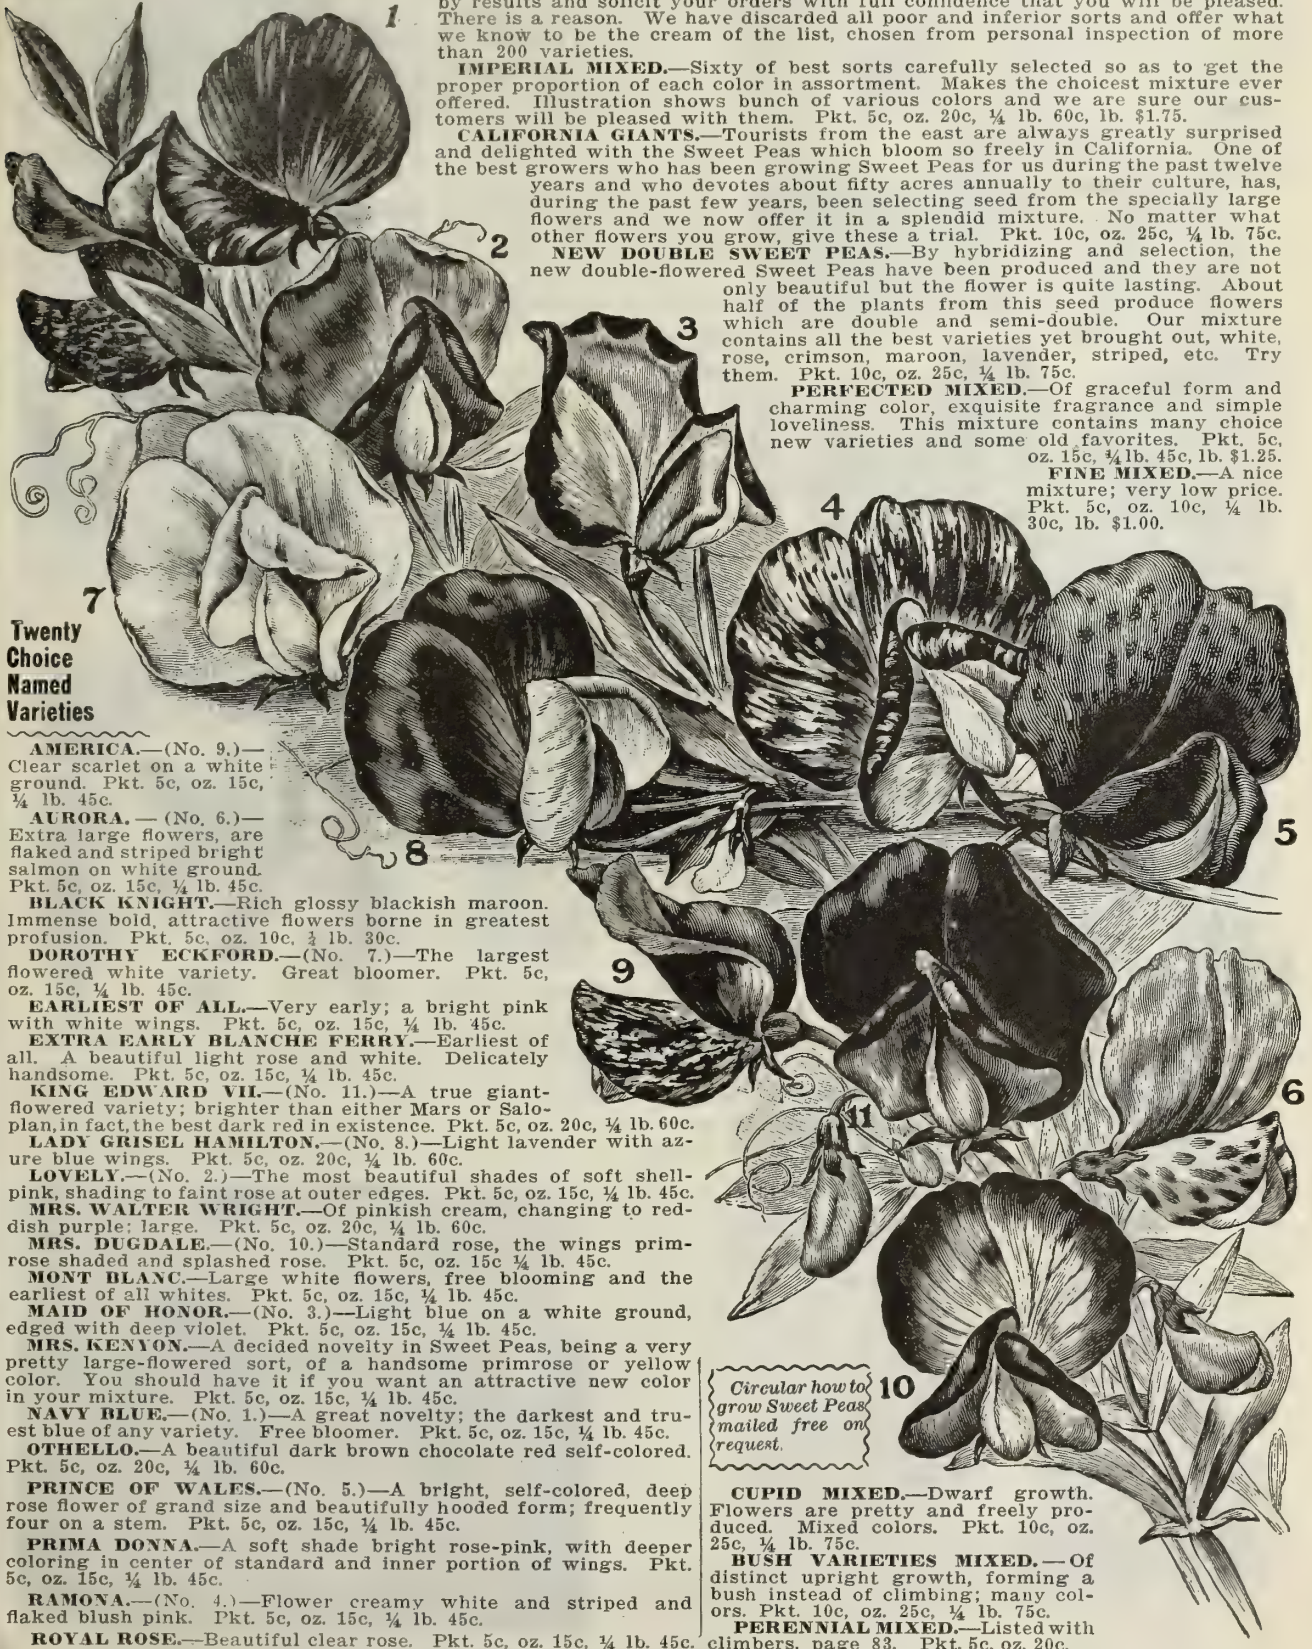 1
by results and solicit your orders with full confidence that you will be pleased.
There is a reason. We have discarded all poor and inferior sorts and offer what
we know to be the cream of the list, chosen from personal inspection of more
than 200 varieties.
IMPERIAL MIXED.—Sixty of best sorts carefully selected so as to get the
proper proportion of each color in assortment. Makes the choicest mixture ever
offered. Illustration shows bunch of various colors and we are sure our cus-
tomers will be pleased with them. Pkt. 5c, oz. 20c, ¼ lb. 60c, lb. $1.75.
CALIFORNIA GIANTS.—Tourists from the east are always greatly surprised
and delighted with the Sweet Peas which bloom so freely in California. One of
the best growers who has been growing Sweet Peas for us during the past twelve
years and who devotes about fifty acres annually to their culture, has,
during the past few years, been selecting seed from the specially large
flowers and we now offer it in a splendid mixture. No matter what
other flowers you grow, give these a trial. Pkt. 10c, oz. 25c, ¼ lb. 75c.
2
NEW DOUBLE SWEET PEAS.—By hybridizing and selection, the
new double-flowered Sweet Peas have been produced and they are not
only beautiful but the flower is quite lasting. About
half of the plants from this seed produce flowers
which are double and semi-double. Our mixture
contains all the best varieties yet brought out, white,
rose, crimson, maroon, lavender, striped, etc. Try
them. Pkt. 10c, oz. 25c, ¼ lb. 75c.
3
PERFECTED MIXED.—Of graceful form and
charming color, exquisite fragrance and simple
loveliness. This mixture contains many choice
new varieties and some old favorites. Pkt. 5c,
oz. 15c, ¼ lb. 45c, lb. $1.25.
FINE MIXED.—A nice
mixture; very low price.
Pkt. 5c, oz. 10c, ¼ lb.
30c, lb. $1.00.
4
7
Twenty
Choice
Named
Varieties
AMERICA.—(No. 9.)—
Clear scarlet on a white
ground. Pkt. 5c, oz. 15c,
¼ lb. 45c.
AURORA.—(No. 6.)—
Extra large flowers, are
flaked and striped bright
salmon on white ground.
Pkt. 5c, oz. 15c, ¼ lb. 45c.
8
5
BLACK KNIGHT.—Rich glossy blackish maroon.
Immense bold, attractive flowers borne in greatest
profusion. Pkt. 5c, oz. 10c, ¼ lb. 30c.
DOROTHY ECKFORD.—(No. 7.)—The largest
flowered white variety. Great bloomer. Pkt. 5c,
oz. 15c, ¼ lb. 45c.
EARLIEST OF ALL.—Very early; a bright pink
with white wings. Pkt. 5c, oz. 15c, ¼ lb. 45c.
EXTRA EARLY BLANCHE FERRY.—Earliest of
all. A beautiful light rose and white. Delicately
handsome. Pkt. 5c, oz. 15c, ¼ lb. 45c.
KING EDWARD VII.—(No. 11.)—A true giant-
flowered variety; brighter than either Mars or Salo-
plan, in fact, the best dark red in existence. Pkt. 5c, oz. 20c, ¼ lb. 60c.
LADY GRISEL HAMILTON.—(No. 8.)—Light lavender with az-
ure blue wings. Pkt. 5c, oz. 20c, ¼ lb. 60c.
LOVELY.—(No. 2.)—The most beautiful shades of soft shell-
pink, shading to faint rose at outer edges. Pkt. 5c, oz. 15c, ¼ lb. 45c.
MRS. WALTER WRIGHT.—Of pinkish cream, changing to red-
dish purple; large. Pkt. 5c, oz. 20c, ¼ lb. 60c.
MRS. DUGDALE.—(No. 10.)—Standard rose, the wings prim-
rose shaded and splashed rose. Pkt. 5c, oz. 15c ¼ lb. 45c.
MONT BLANC.—Large white flowers, free blooming and the
earliest of all whites. Pkt. 5c, oz. 15c, ¼ lb. 45c.
MAID OF HONOR.—(No. 3.)—Light blue on a white ground,
edged with deep violet. Pkt. 5c, oz. 15c, ¼ lb. 45c.
MRS. KENYON.—A decided novelty in Sweet Peas, being a very
pretty large-flowered sort, of a handsome primrose or yellow
color. You should have it if you want an attractive new color
in your mixture. Pkt. 5c, oz. 15c, ¼ lb. 45c.
NAVY BLUE.—(No. 1.)—A great novelty; the darkest and tru-
est blue of any variety. Free bloomer. Pkt. 5c, oz. 15c, ¼ lb. 45c.
OTHELLO.—A beautiful dark brown chocolate red self-colored.
Pkt. 5c, oz. 20c, ¼ lb. 60c.
PRINCE OF WALES.—(No. 5.)—A bright, self-colored, deep
rose flower of grand size and beautifully hooded form; frequently
four on a stem. Pkt. 5c, oz. 15c, ¼ lb. 45c.
PRIMA DONNA.—A soft shade bright rose-pink, with deeper
coloring in center of standard and inner portion of wings. Pkt.
5c, oz. 15c, ¼ lb. 45c.
RAMONA.—(No. 4.)—Flower creamy white and striped and
flaked blush pink. Pkt. 5c, oz. 15c, ¼ lb. 45c.
ROYAL ROSE.—Beautiful clear rose. Pkt. 5c, oz. 15c, ¼ lb. 45c.
9
6
11
10
Circular how to
grow Sweet Peas
mailed free on
request.
CUPID MIXED.—Dwarf growth.
Flowers are pretty and freely pro-
duced. Mixed colors. Pkt. 10c, oz.
25c, ¼ lb. 75c.
BUSH VARIETIES MIXED.—Of
distinct upright growth, forming a
bush instead of climbing; many col-
ors. Pkt. 10c, oz. 25c, ¼ lb. 75c.
PERENNIAL MIXED.—Listed with
climbers, page 83. Pkt. 5c, oz. 20c.